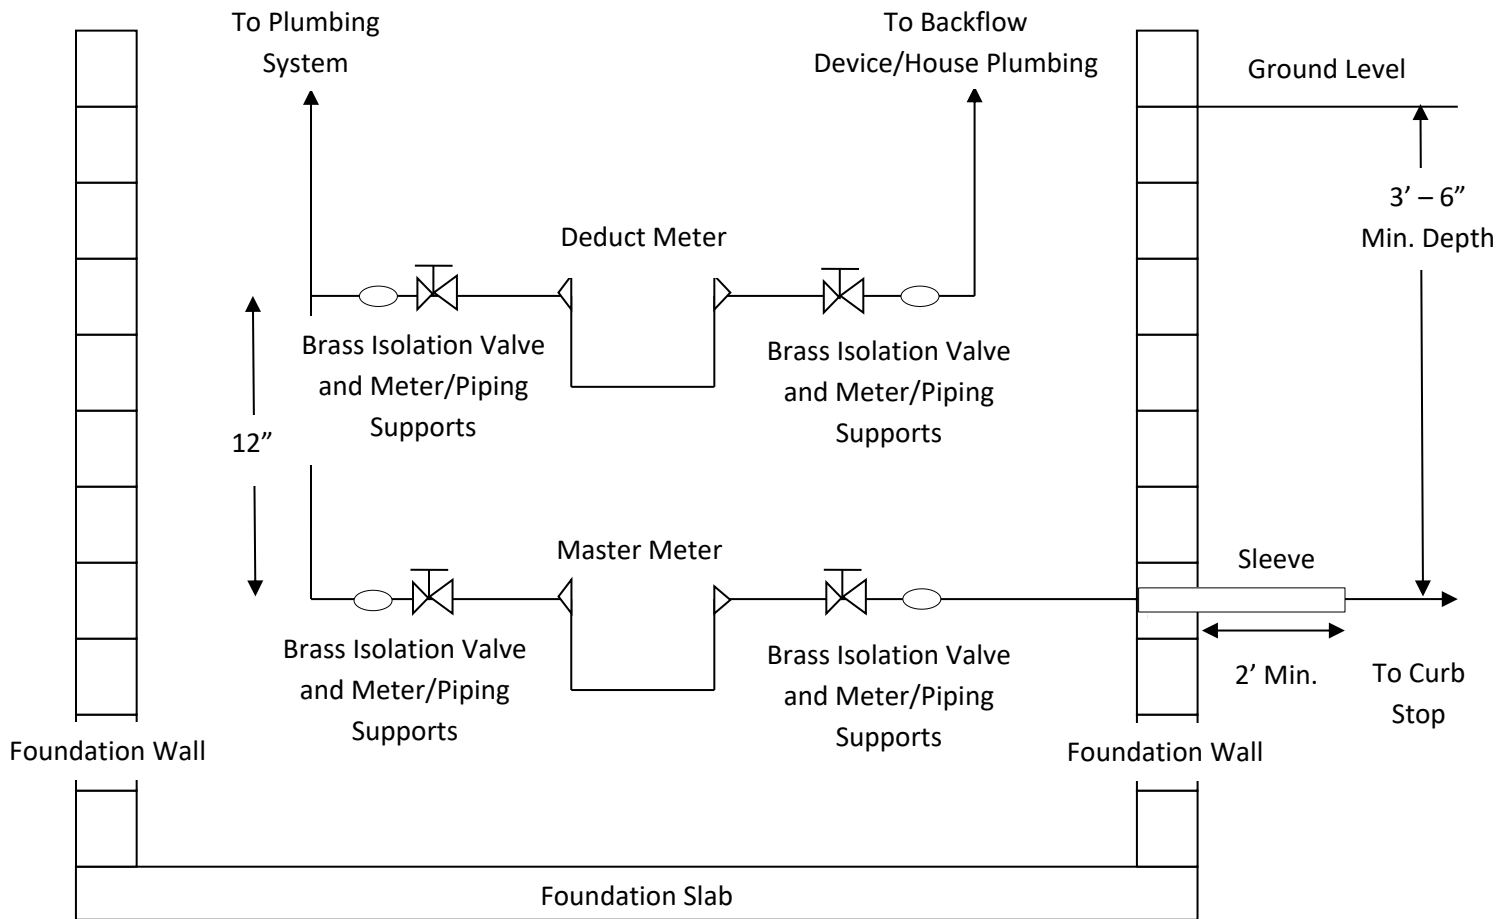 To Plumbing
System
To Backflow
Device/House Plumbing
Ground Level
3’ – 6”
Min. Depth
Deduct Meter
Brass Isolation Valve
and Meter/Piping
Supports
Brass Isolation Valve
and Meter/Piping
Supports
12”
Master Meter
Sleeve
Brass Isolation Valve
and Meter/Piping
Supports
Brass Isolation Valve
and Meter/Piping
Supports
2’ Min.
To Curb
Stop
Foundation Wall
Foundation Wall
Foundation Slab